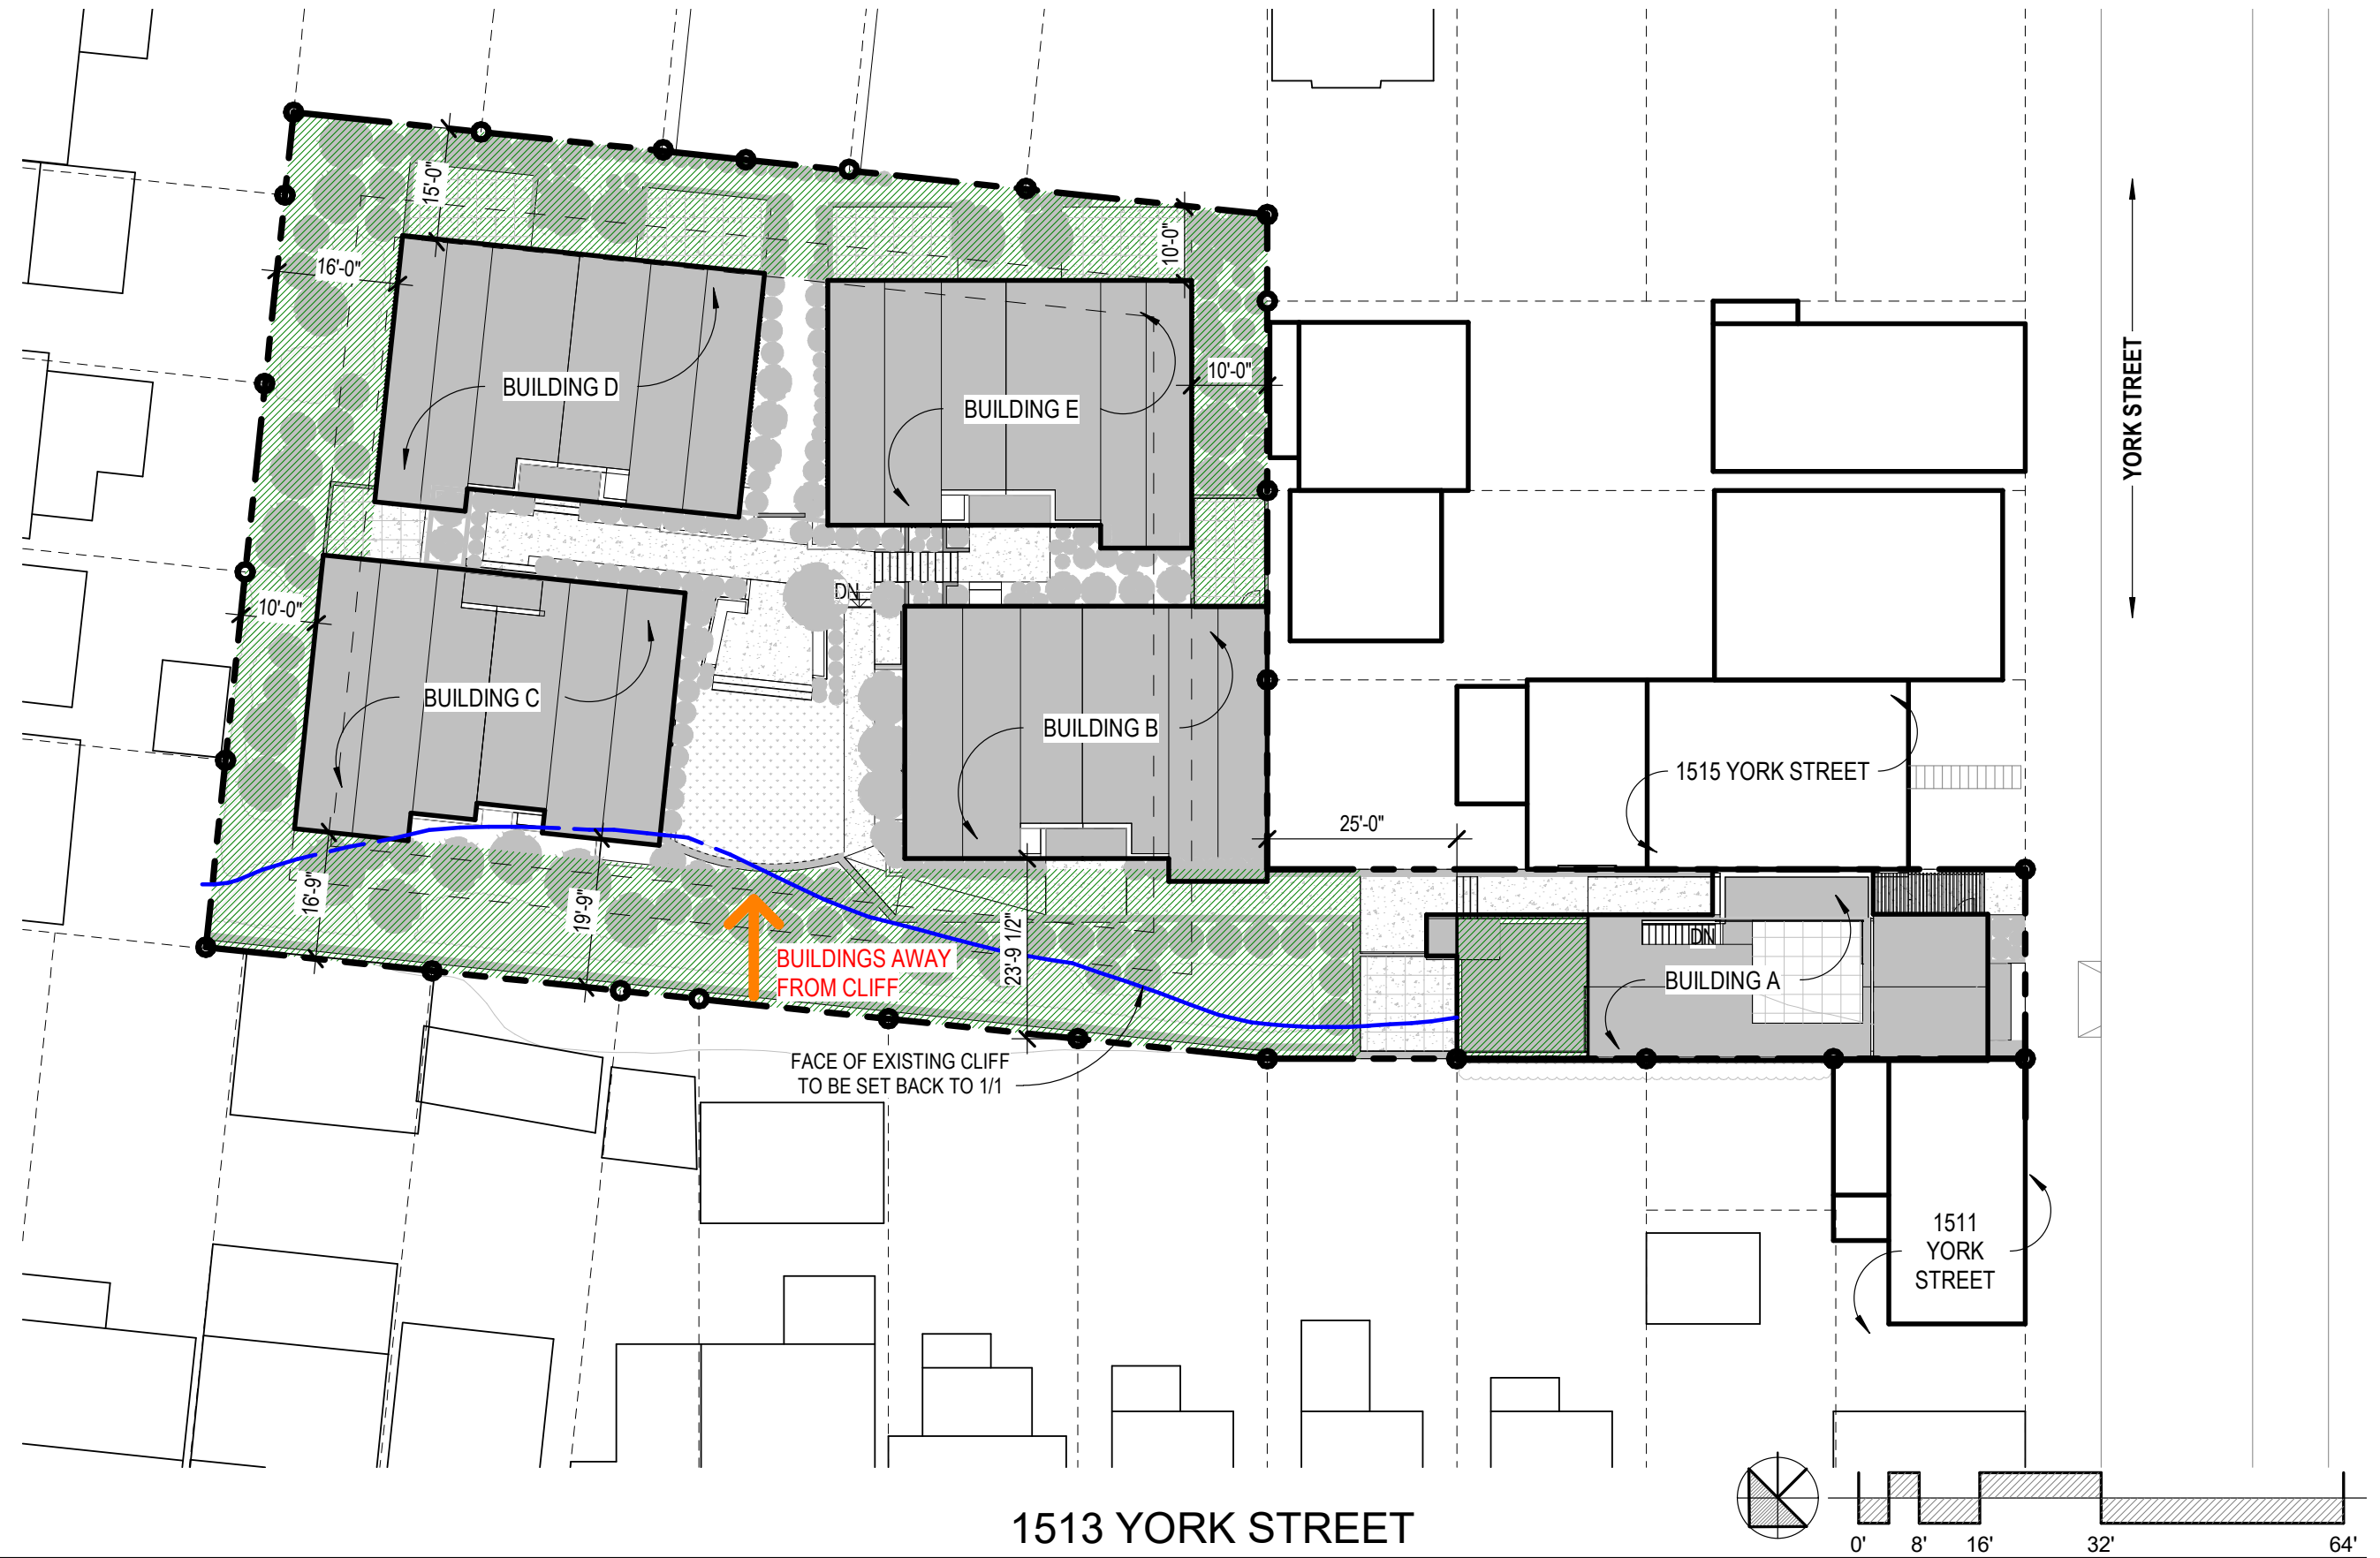 15'-0"
16'-0"
10'-0"
10'-0"
YORK STREET
BUILDING D
BUILDING E
DN
10'-0"
BUILDING C
BUILDING B
1515 YORK STREET
25'-0"
16'-9"
19'-9"
23'-9 1/2"
BUILDINGS AWAY
FROM CLIFF
DN
BUILDING A
FACE OF EXISTING CLIFF
TO BE SET BACK TO 1/1
1511
YORK
STREET
1513 YORK STREET
0' 8' 16' 32' 64'